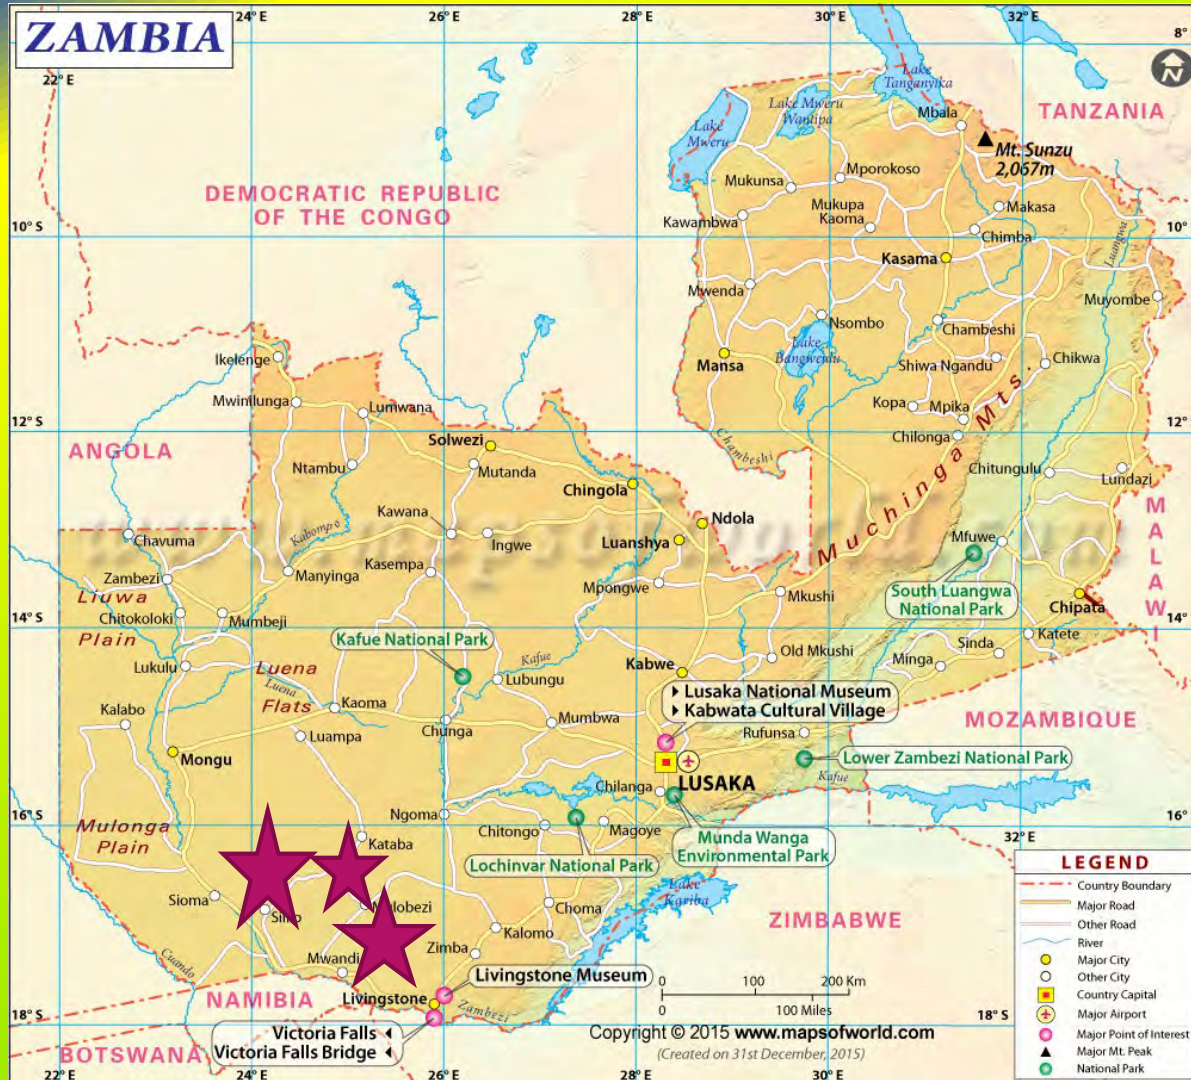 ZAMBIA
24° E
26° E
28° E
30° E
32° E
8°
22° E
N
Lake
Tanganyika
TANZANIA
Lake Mweru
Wantipa
Mbala
Lake
Mweru
Mt. Sunzu
2,067m
DEMOCRATIC REPUBLIC
OF THE CONGO
Mporokoso
Mukunsa
Mukupa
Kaoma
Makasa
Kawambwa
10° S
10°
Chimba
Luangwa
Kasama
Mwenda
Muyombe
Nsombo
Chambeshi
Ikelenge
Lake
Bangweulu
Mansa
Shiwa Ngandu
Chikwa
Mwinilunga
Lumwana
Kopa
Mpika
12° S
12°
Solwezi
Chilonga
ANGOLA
Chambeshi
Muchinga Mts.
Ntambu
Mutanda
Chitungulu
Lundazi
Chingola
MALAWI
Kawana
Ndola
Kabompo
Chavuma
Ingwe
Luanshya
Mfuwe
Kasempa
Zambezi
Manyinga
Mpongwe
Mkushi
South Luangwa
National Park
Liuwa
Plain
Chipata
Chitokoloki
Mumbeji
14° S
14°
Kafue National Park
Katete
Sinda
Old Mkushi
Minga
Lukulu
Luena
Flats
Luena
Kafue
Kabwe
Lubungu
Lusaka National Museum
Kabwata Cultural Village
Kalabo
Kaoma
Mumbwa
MOZAMBIQUE
Chunga
Rufunsa
Luampa
Mongu
Lower Zambezi National Park
Kafue
LUSAKA
Chilanga
Ngoma
16° S
16°
Mulonga
Plain
Chitongo
Magoye
32° E
Kataba
Munda Wanga
Environmental Park
Lochinvar National Park
Lake
Kariba
Sioma
Choma
ZIMBABWE
Kalomo
Zimba
Mwandi
Cuando
Livingstone Museum
NAMIBIA
Livingstone
Zambezi
18° S
18° S
Victoria Falls
Victoria Falls Bridge
BOTSWANA
0 100 200 Km
0 100 Miles
Copyright © 2015 www.mapsofworld.com
(Created on 31st December, 2015)
LEGEND
Country Boundary
Major Road
Other Road
River
Major City
Other City
Country Capital
Major Airport
Major Point of Interest
Major Mt. Peak
National Park
22° E
24° E
26° E
28° E
30° E